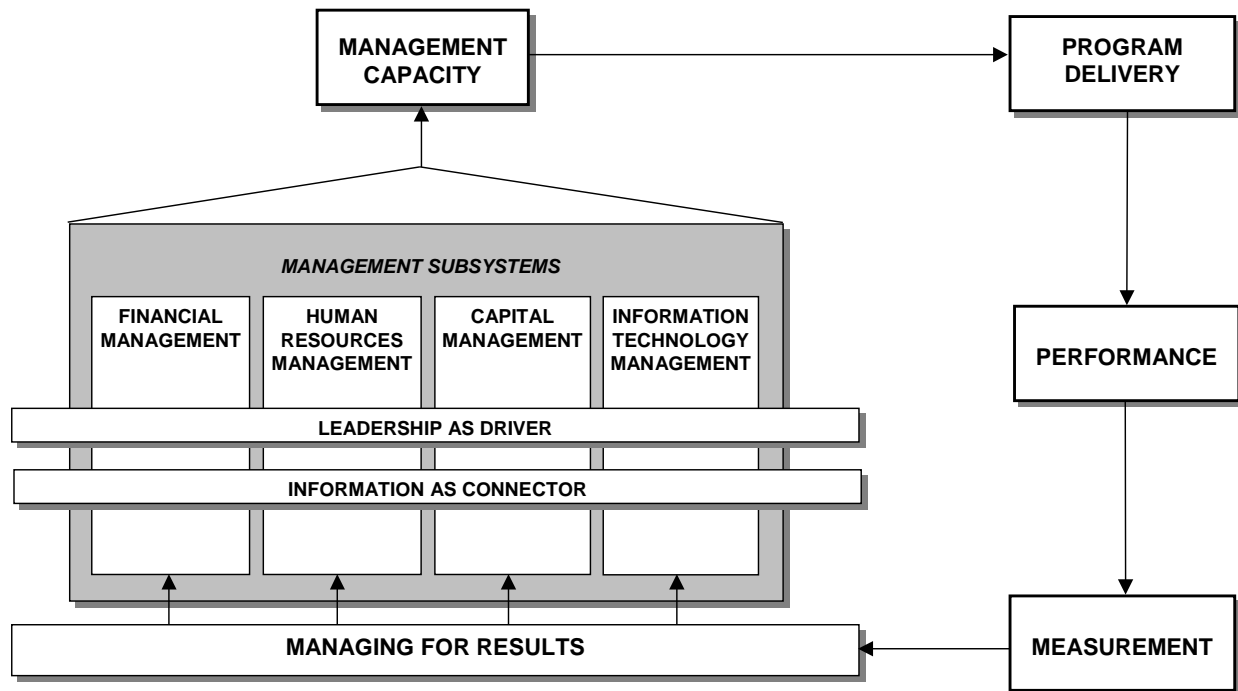 MANAGEMENT
CAPACITY
PROGRAM
DELIVERY
MANAGEMENT SUBSYSTEMS
FINANCIAL
MANAGEMENT
HUMAN
RESOURCES
MANAGEMENT
CAPITAL
MANAGEMENT
INFORMATION
TECHNOLOGY
MANAGEMENT
PERFORMANCE
LEADERSHIP AS DRIVER
INFORMATION AS CONNECTOR
MANAGING FOR RESULTS
MEASUREMENT